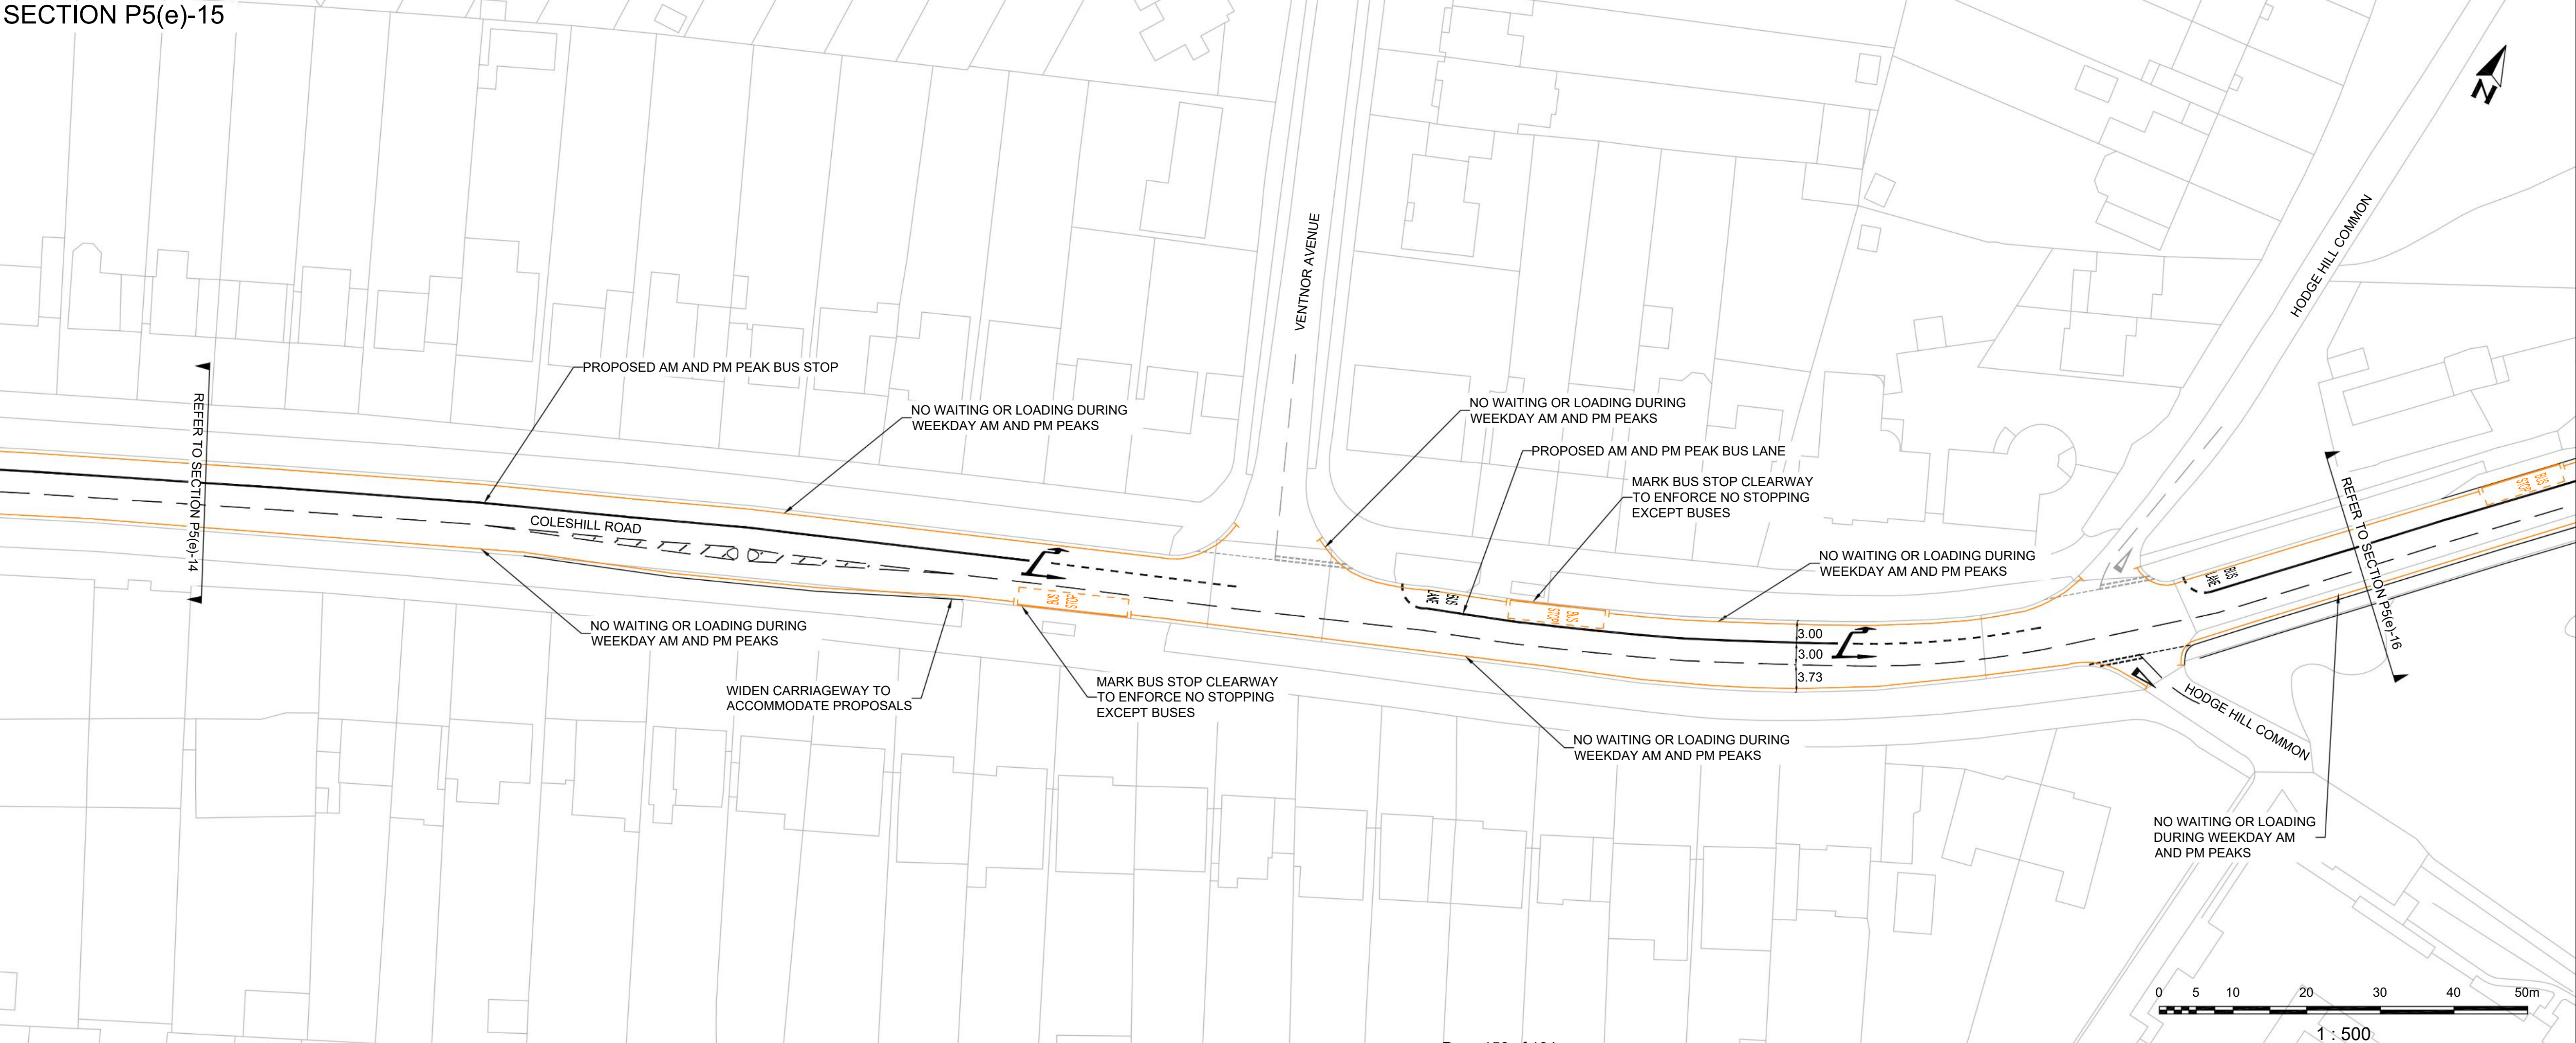 SECTION P5(e)-15
N
HODGE HILL COMMON
VENTNOR AVENUE
PROPOSED AM AND PM PEAK BUS STOP
NO WAITING OR LOADING DURING
WEEKDAY AM AND PM PEAKS
NO WAITING OR LOADING DURING
WEEKDAY AM AND PM PEAKS
PROPOSED AM AND PM PEAK BUS LANE
MARK BUS STOP CLEARWAY
TO ENFORCE NO STOPPING
EXCEPT BUSES
REFER TO SECTION P5(e)-14
COLESHILL ROAD
NO WAITING OR LOADING DURING
WEEKDAY AM AND PM PEAKS
REFER TO SECTION P5(e)-16
BUS
STOP
BUS
LANE
BUS
STOP
BUS
LANE
BUS
STOP
3.00
3.00
3.73
NO WAITING OR LOADING DURING
WEEKDAY AM AND PM PEAKS
WIDEN CARRIAGEWAY TO
ACCOMMODATE PROPOSALS
MARK BUS STOP CLEARWAY
TO ENFORCE NO STOPPING
EXCEPT BUSES
NO WAITING OR LOADING DURING
WEEKDAY AM AND PM PEAKS
HODGE HILL COMMON
NO WAITING OR LOADING
DURING WEEKDAY AM
AND PM PEAKS
0 5 10 20 30 40 50m
1 : 500